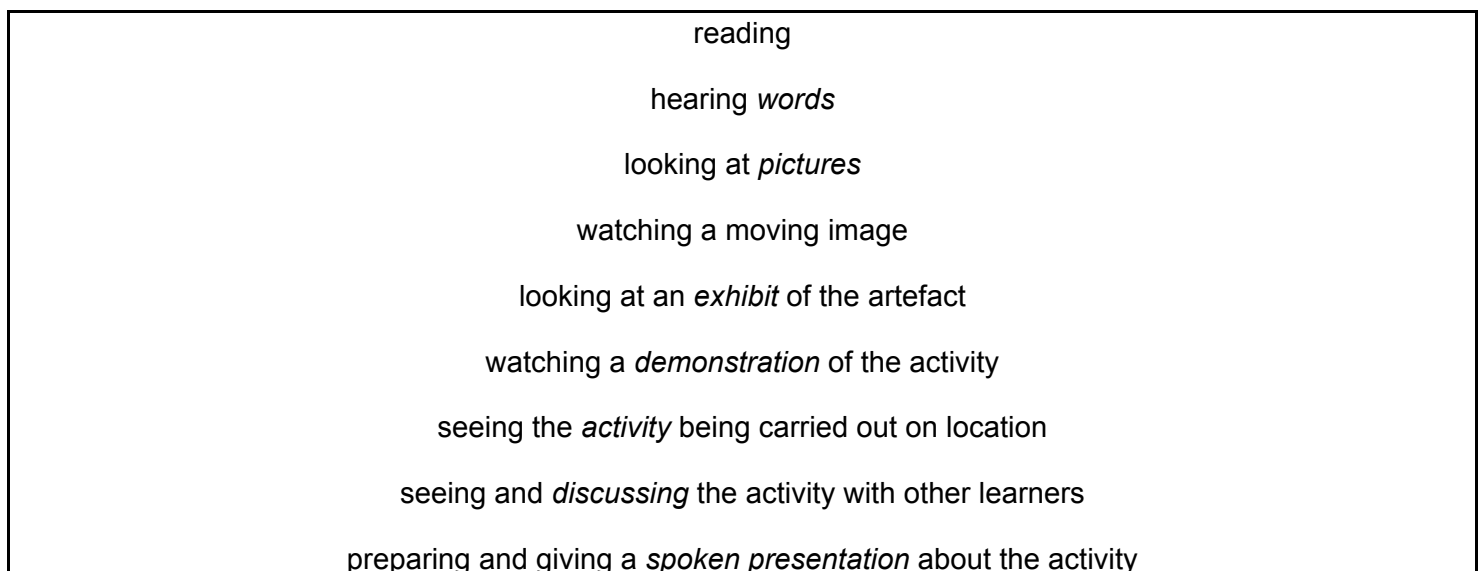 reading
hearing words
looking at pictures
watching a moving image
looking at an exhibit of the artefact
watching a demonstration of the activity
seeing the activity being carried out on location
seeing and discussing the activity with other learners
preparing and giving a spoken presentation about the activity